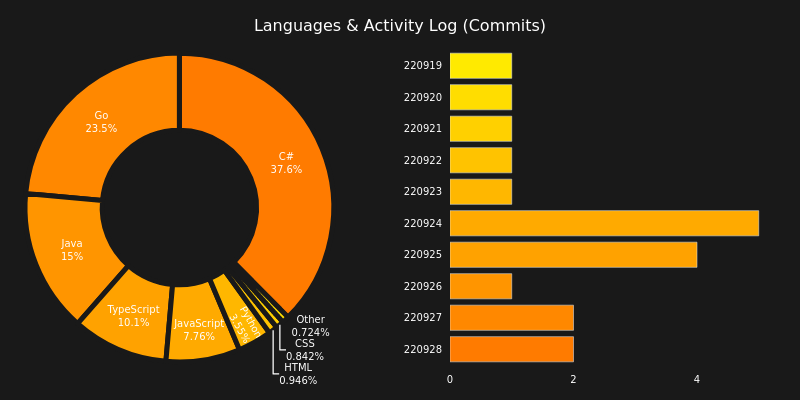 Languages & Activity Log (Commits)
C#
37.6%
Go
23.5%
Java
15%
TypeScript
10.1%
JavaScript
7.76%
Python
3.55%
HTML
0.946%
CSS
0.842%
Other
0.724%
220919
220920
220921
220922
220923
220924
220925
220926
220927
220928
0 2 4